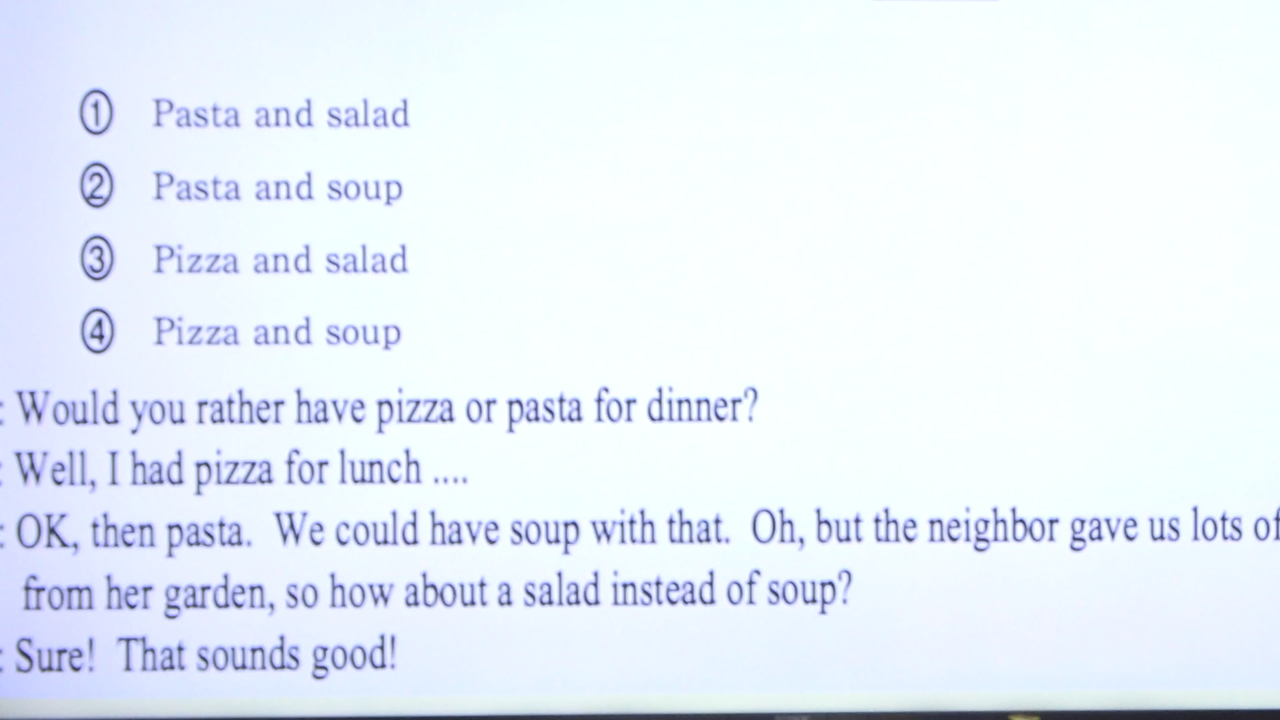 ① Pasta and salad
② Pasta and soup
③ Pizza and salad
④ Pizza and soup
: Would you rather have pizza or pasta for dinner?
: Well, I had pizza for lunch ....
: OK, then pasta. We could have soup with that. Oh, but the neighbor gave us lots of
from her garden, so how about a salad instead of soup?
: Sure! That sounds good!